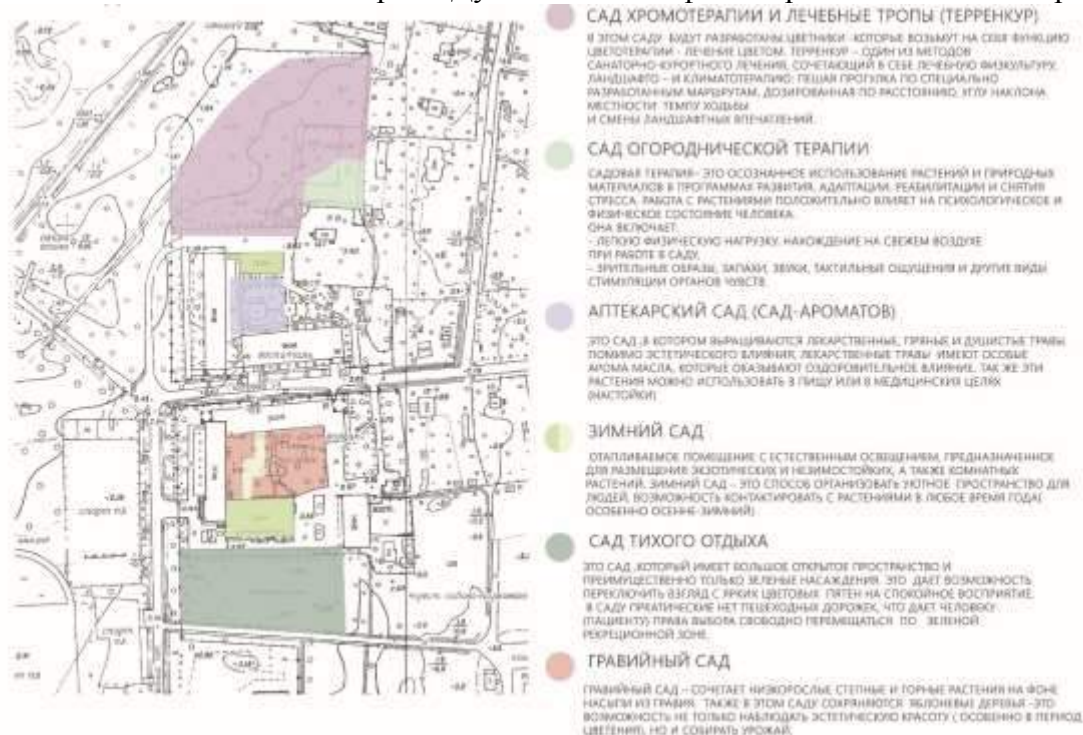 САД ХРОМОТЕРАПИИ И ЛЕЧЕБНЫЕ ТРОПЫ (ТЕРРЕНКУР)
В ЭТОМ САДУ БУДУТ РАЗРАБОТАНЫ ЦВЕТНИКИ КОТОРЫЕ ВОЗЬМУТ НА СЕБЯ ФУНКЦИЮ
ЦВЕТОТЕРАПИИ - ЛЕЧЕНИЕ ЦВЕТОМ. ТЕРРЕНКУР - ОДИН ИЗ МЕТОДОВ
САНАТОРНО-КУРОРТНОГО ЛЕЧЕНИЯ, СОЧЕТАЮЩИЙ В СЕБЕ ЛЕЧЕБНУЮ ФИЗКУЛЬТУРУ,
ЛАНДШАФТО - И КЛИМАТОТЕРАПИЮ: ПЕШАЯ ПРОГУЛКА ПО СПЕЦИАЛЬНО
РАЗРАБОТАННЫМ МАРШРУТАМ, ДОЗИРОВАННАЯ ПО РАССТОЯНИЮ, УГЛУ НАКЛОНА
МЕСТНОСТИ ТЕМПУ ХОДЬБЫ
И СМЕНЫ ЛАНДШАФТНЫХ ВПЕЧАТЛЕНИЙ.
САД ОГОРОДНИЧЕСКОЙ ТЕРАПИИ
САДОВАЯ ТЕРАПИЯ- ЭТО ОСОЗНАННОЕ ИСПОЛЬЗОВАНИЕ РАСТЕНИЙ И ПРИРОДНЫХ
МАТЕРИАЛОВ В ПРОГРАММАХ РАЗВИТИЯ, АДАПТАЦИИ, РЕАБИЛИТАЦИИ И СНЯТИЯ
СТРЕССА. РАБОТА С РАСТЕНИЯМИ ПОЛОЖИТЕЛЬНО ВЛИЯЕТ НА ПСИХОЛОГИЧЕСКОЕ И
ФИЗИЧЕСКОЕ СОСТОЯНИЕ ЧЕЛОВЕКА.
ОНА ВКЛЮЧАЕТ:
- ЛЕГКУЮ ФИЗИЧЕСКУЮ НАГРУЗКУ, НАХОЖДЕНИЕ НА СВЕЖЕМ ВОЗДУХЕ
ПРИ РАБОТЕ В САДУ.
- ЗРИТЕЛЬНЫЕ ОБРАЗЫ, ЗАПАХИ, ЗВУКИ, ТАКТИЛЬНЫЕ ОЩУЩЕНИЯ И ДРУГИЕ ВИДЫ
СТИМУЛЯЦИИ ОРГАНОВ ЧУВСТВ.
АПТЕКАРСКИЙ САД (САД-АРОМАТОВ)
ЭТО САД ,В КОТОРОМ ВЫРАЩИВАЮТСЯ ЛЕКАРСТВЕННЫЕ, ПРЯНЫЕ И ДУШИСТЫЕ ТРАВЫ.
ПОМИМО ЭСТЕТИЧЕСКОГО ВЛИЯНИЯ, ЛЕКАРСТВЕННЫЕ ТРАВЫ ИМЕЮТ ОСОБЫЕ
АРОМА МАСЛА, КОТОРЫЕ ОКАЗЫВАЮТ ОЗДОРОВИТЕЛЬНОЕ ВЛИЯНИЕ. ТАК ЖЕ ЭТИ
РАСТЕНИЯ МОЖНО ИСПОЛЬЗОВАТЬ В ПИЩУ ИЛИ В МЕДИЦИНСКИХ ЦЕЛЯХ
(НАСТОЙКИ)
ЗИМНИЙ САД
ОТАПЛИВАЕМОЕ ПОМЕЩЕНИЕ С ЕСТЕСТВЕННЫМ ОСВЕЩЕНИЕМ, ПРЕДНАЗНАЧЕННОЕ
ДЛЯ РАЗМЕЩЕНИЯ ЭКЗОТИЧЕСКИХ И НЕЗИМОСТОЙКИХ, А ТАКЖЕ КОМНАТНЫХ
РАСТЕНИЙ. ЗИМНИЙ САД - ЭТО СПОСОБ ОРГАНИЗОВАТЬ УЮТНОЕ ПРОСТРАНСТВО ДЛЯ
ЛЮДЕЙ, ВОЗМОЖНОСТЬ КОНТАКТИРОВАТЬ С РАСТЕНИЯМИ В ЛЮБОЕ ВРЕМЯ ГОДА(
ОСОБЕННО ОСЕННЕ-ЗИМНИЙ)
САД ТИХОГО ОТДЫХА
ЭТО САД ,КОТОРЫЙ ИМЕЕТ БОЛЬШОЕ ОТКРЫТОЕ ПРОСТРАНСТВО И
ПРЕИМУЩЕСТВЕННО ТОЛЬКО ЗЕЛЕНЫЕ НАСАЖДЕНИЯ. ЭТО ДАЕТ ВОЗМОЖНОСТЬ
ПЕРЕКЛЮЧИТЬ ВЗГЛЯД С ЯРКИХ ЦВЕТОВЫХ ПЯТЕН НА СПОКОЙНОЕ ВОСПРИЯТИЕ.
В САДУ ПРКАТИЧЕСКИЕ НЕТ ПЕШЕХОДНЫХ ДОРОЖЕК, ЧТО ДАЕТ ЧЕЛОВЕКУ
(ПАЦИЕНТУ) ПРАВА ВЫБОРА СВОБОДНО ПЕРЕМЕЩАТЬСЯ ПО ЗЕЛЕНОЙ
РЕКРЕЦИОННОЙ ЗОНЕ.
ГРАВИЙНЫЙ САД
ГРАВИЙНЫЙ САД - СОЧЕТАЕТ НИЗКОРОСЛЫЕ СТЕПНЫЕ И ГОРНЫЕ РАСТЕНИЯ НА ФОНЕ
НАСЫПИ ИЗ ГРАВИЯ. ТАКЖЕ В ЭТОМ САДУ СОХРАНЯЮТСЯ ЯБЛОНЕВЫЕ ДЕРЕВЬЯ -ЭТО
ВОЗМОЖНОСТЬ НЕ ТОЛЬКО НАБЛЮДАТЬ ЭСТЕТИЧЕСКУЮ КРАСОТУ ( ОСОБЕННО В ПЕРИОД
ЦВЕТЕНИЯ), НО И СОБИРАТЬ УРОЖАЙ.